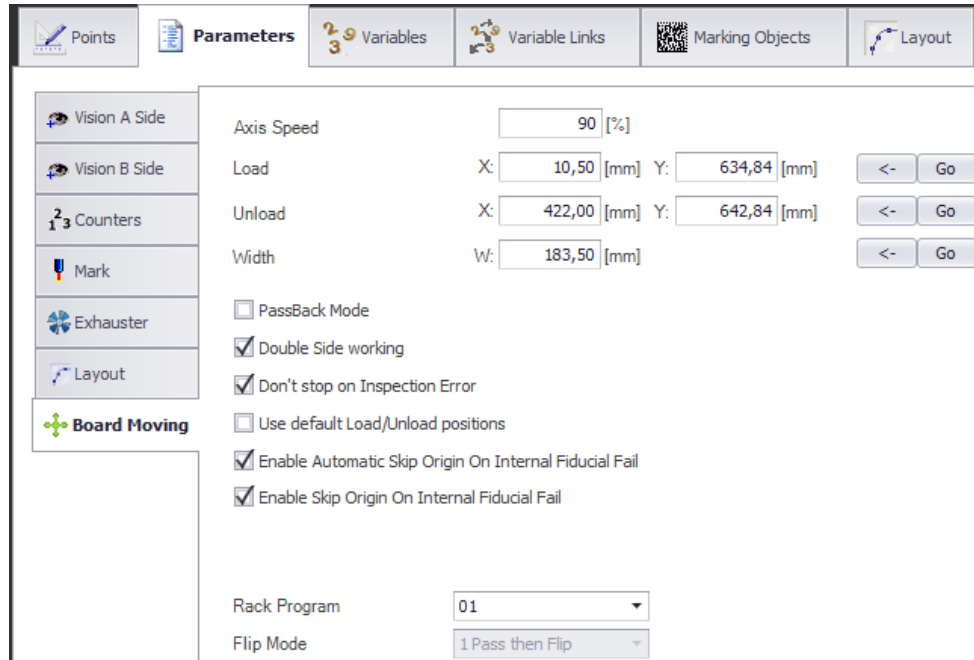 Points
Parameters
Variables
Variable Links
Marking Objects
Layout
Vision A Side
Vision B Side
Counters
Mark
Exhauster
Layout
Board Moving
Axis Speed 90 [%]
Load X: 10,50 [mm] Y: 634,84 [mm] <- Go
Unload X: 422,00 [mm] Y: 642,84 [mm] <- Go
Width W: 183,50 [mm] <- Go
PassBack Mode
Double Side working
Don't stop on Inspection Error
Use default Load/Unload positions
Enable Automatic Skip Origin On Internal Fiducial Fail
Enable Skip Origin On Internal Fiducial Fail
Rack Program 01
Flip Mode 1 Pass then Flip